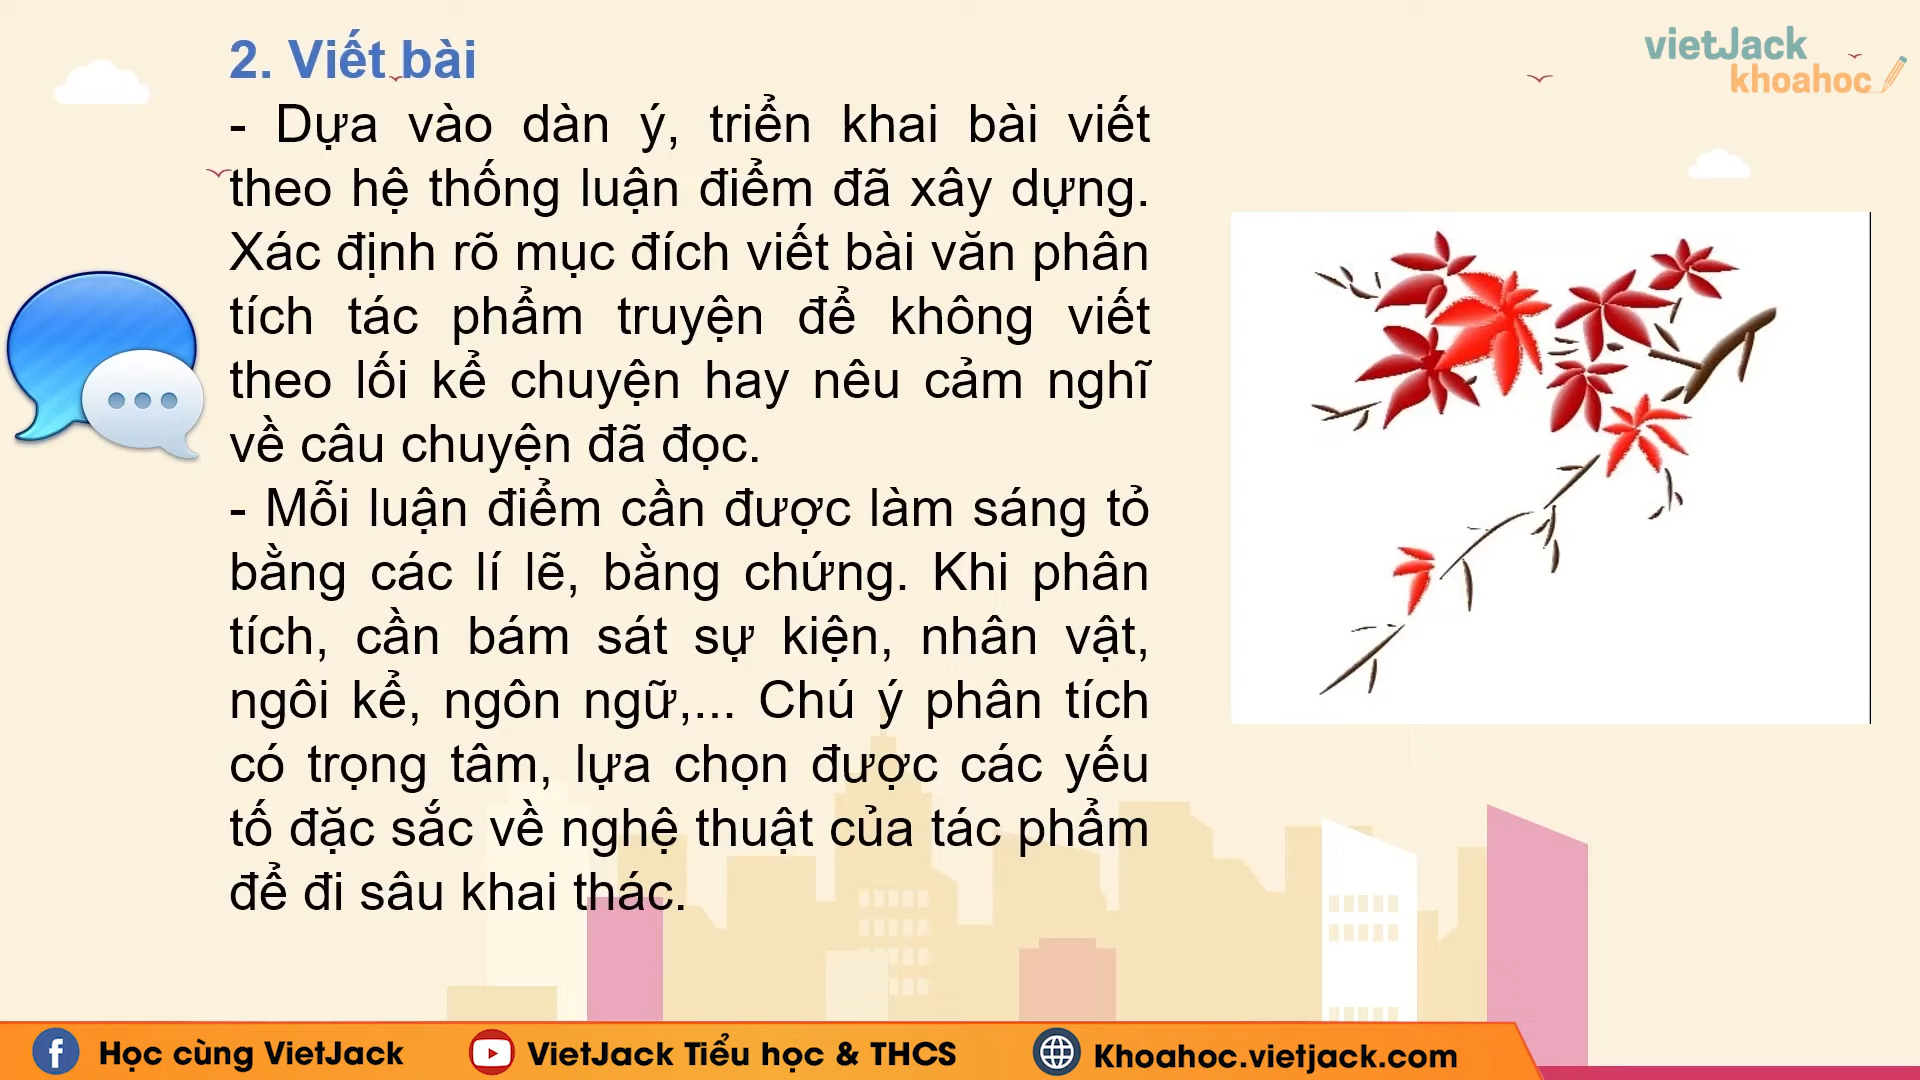 2. Viết bài
- Dựa vào dàn ý, triển khai bài viết
theo hệ thống luận điểm đã xây dựng.
Xác định rõ mục đích viết bài văn phân
tích tác phẩm truyện để không viết
theo lối kể chuyện hay nêu cảm nghĩ
về câu chuyện đã đọc.
- Mỗi luận điểm cần được làm sáng tỏ
bằng các lí lẽ, bằng chứng. Khi phân
tích, cần bám sát sự kiện, nhân vật,
ngôi kể, ngôn ngữ,... Chú ý phân tích
có trọng tâm, lựa chọn được các yếu
tố đặc sắc về nghệ thuật của tác phẩm
để đi sâu khai thác.
vietJack
khoahoc
Học cùng VietJack
VietJack Tiểu học & THCS
Khoahoc.vietjack.com